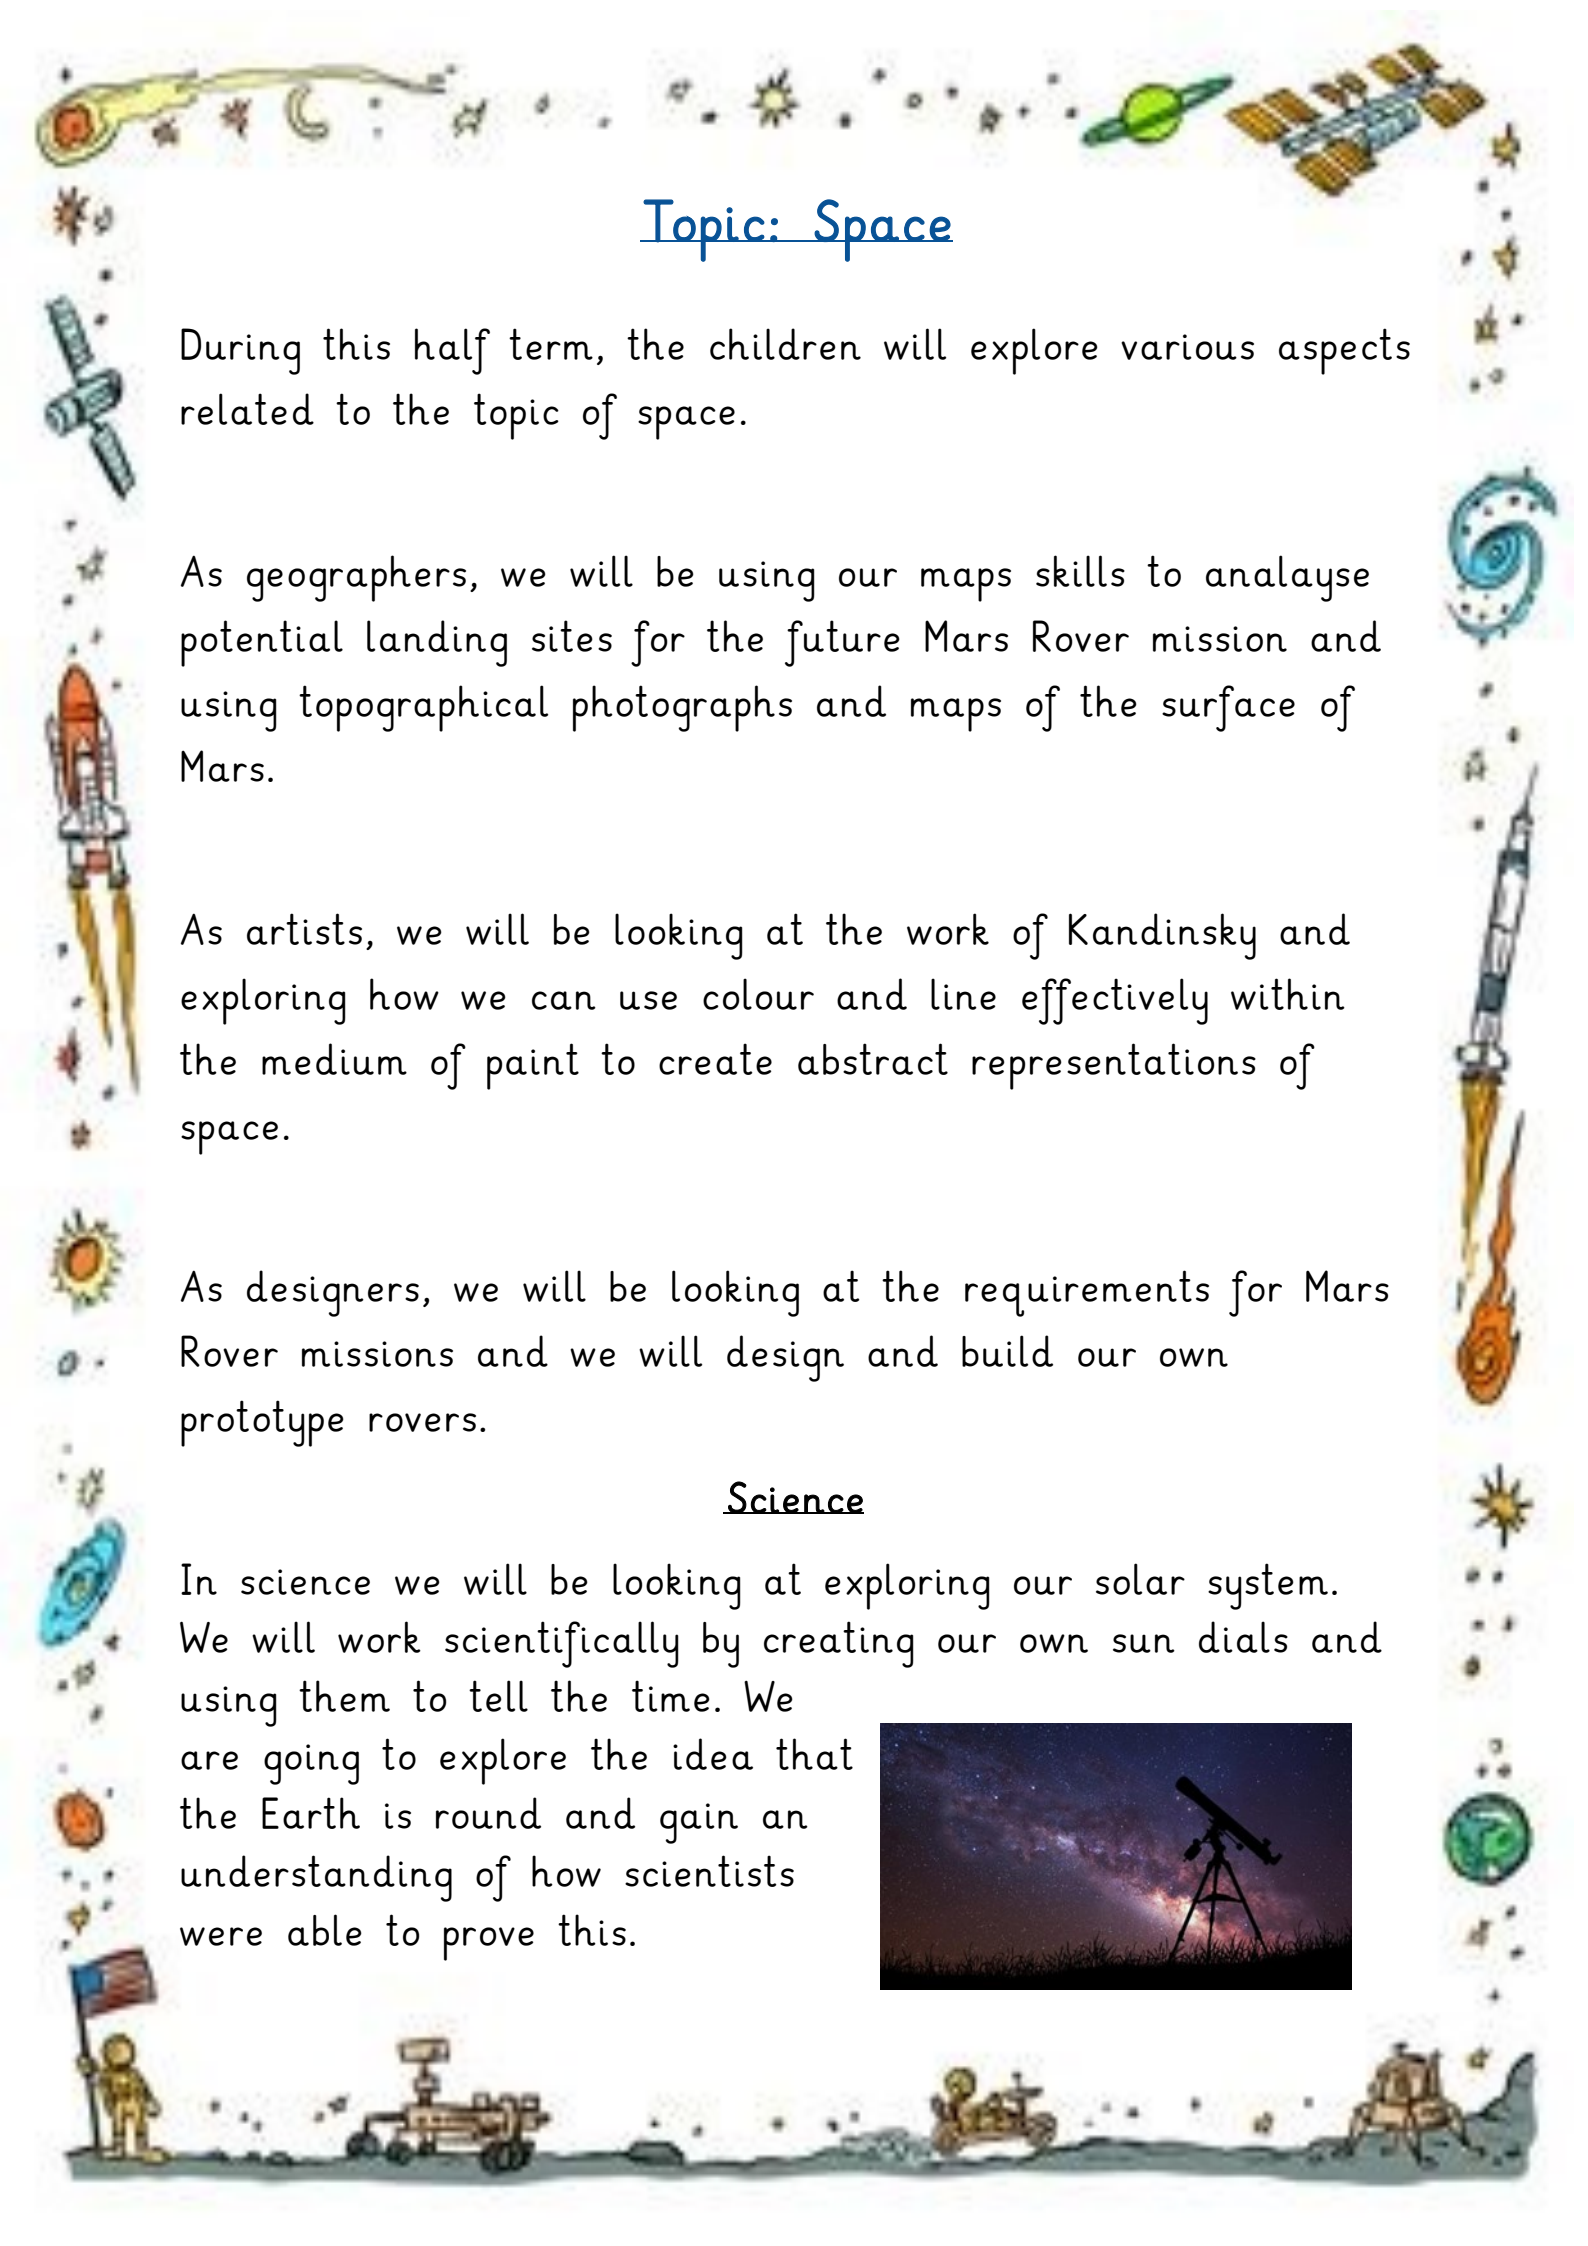 Topic: Space
During this half term, the children will explore various aspects
related to the topic of space.
As geographers, we will be using our maps skills to analayse
potential landing sites for the future Mars Rover mission and
using topographical photographs and maps of the surface of
Mars.
As artists, we will be looking at the work of Kandinsky and
exploring how we can use colour and line effectively within
the medium of paint to create abstract representations of
space.
As designers, we will be looking at the requirements for Mars
Rover missions and we will design and build our own
prototype rovers.
Science
In science we will be looking at exploring our solar system.
We will work scientifically by creating our own sun dials and
using them to tell the time. We
are going to explore the idea that
the Earth is round and gain an
understanding of how scientists
were able to prove this.